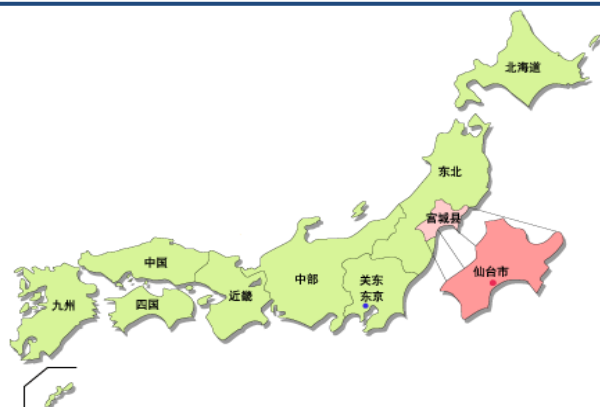 北海道
东北
宫城县
仙台市
中国
中部
关东
东京
近畿
四国
九州